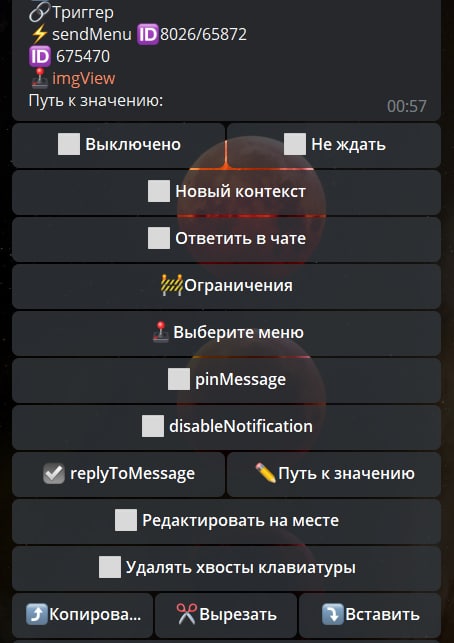 Триггер
sendMenu 🆔8026/65872
🆔 675470
imgView
Путь к значению:
00:57
Выключено
Не ждать
Новый контекст
Ответить в чате
Ограничения
Выберите меню
pinMessage
disableNotification
replyToMessage
Путь к значению
Редактировать на месте
Удалять хвосты клавиатуры
Копирова...
Вырезать
Вставить